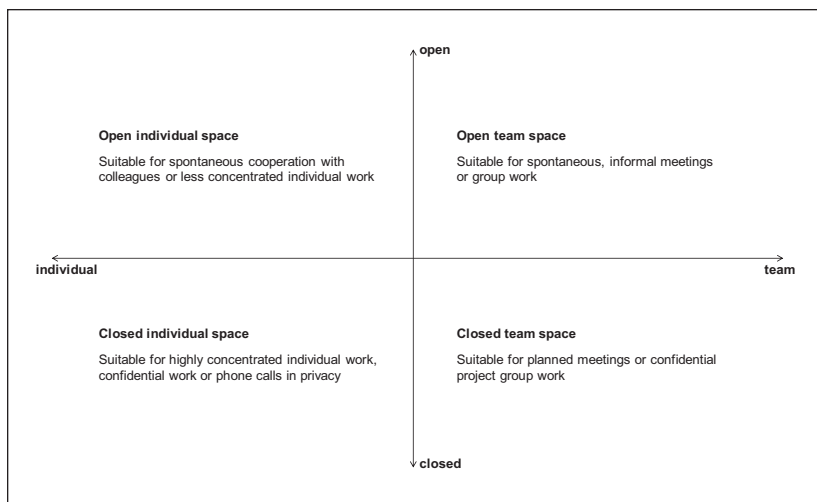 open
Open individual space
Suitable for spontaneous cooperation with
colleagues or less concentrated individual work
Open team space
Suitable for spontaneous, informal meetings
or group work
individual
team
Closed individual space
Suitable for highly concentrated individual work,
confidential work or phone calls in privacy
Closed team space
Suitable for planned meetings or confidential
project group work
closed